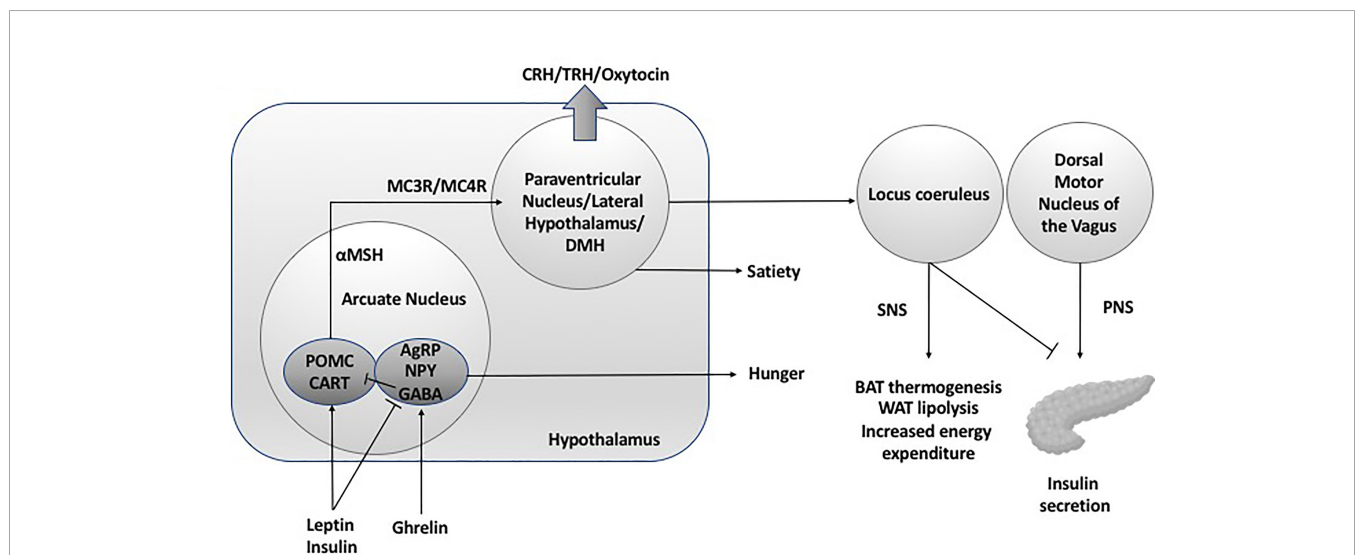 CRH/TRH/Oxytocin
MC3R/MC4R
Paraventricular
Nucleus/Lateral
Hypothalamus/
DMH
Locus coeruleus
Dorsal
Motor
Nucleus of
the Vagus
αMSH
Arcuate Nucleus
Satiety
SNS
PNS
POMC
CART
AgRP
NPY
GABA
Hunger
Hypothalamus
BAT thermogenesis
WAT lipolysis
Increased energy
expenditure
Insulin
secretion
Leptin
Insulin
Ghrelin